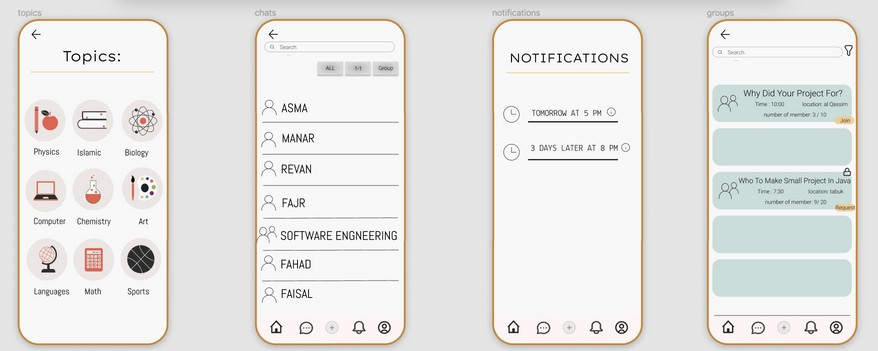 topics
Topics:
Physics
Islamic
Biology
Computer
Chemistry
Art
Languages
Math
Sports
chats
Search
ALL
1-1
Group
ASMA
MANAR
REVAN
FAJR
SOFTWARE ENGNEERING
FAHAD
FAISAL
notifications
NOTIFICATIONS
TOMORROW AT 5 PM
3 DAYS LATER AT 8 PM
groups
Search
Why Did Your Project For?
Time : 10:00 location: al Qassim
number of member: 3 / 10
Join
Who To Make Small Project In Java
Time : 7:30 location: tabuk
number of member: 9/ 20
Request